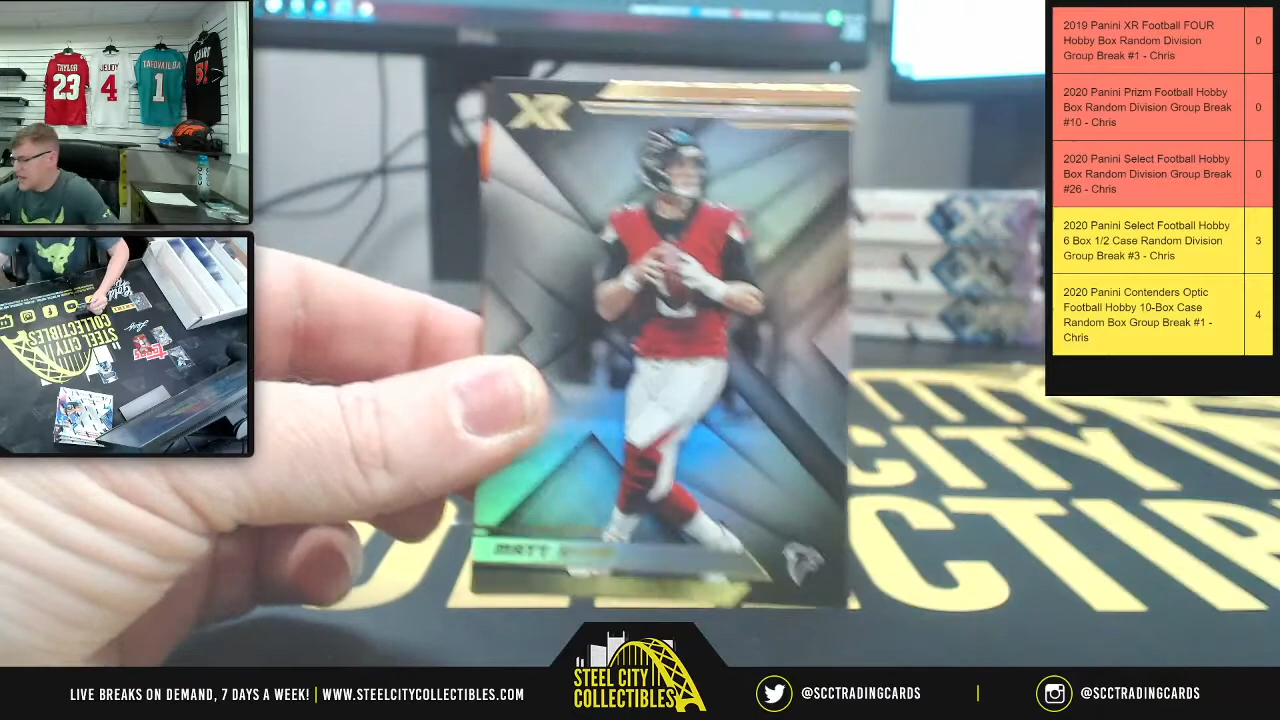 TAYLOR
23
JEUDY
4
TAGOVAILOA
1
51
XR
MATT
STEEL CITY
COLLECTIBLES
2019 Panini XR Football FOUR
Hobby Box Random Division
Group Break #1 - Chris
0
2020 Panini Prizm Football Hobby
Box Random Division Group Break
#10 - Chris
0
2020 Panini Select Football Hobby
Box Random Division Group Break
#26 - Chris
0
2020 Panini Select Football Hobby
6 Box 1/2 Case Random Division
Group Break #3 - Chris
3
2020 Panini Contenders Optic
Football Hobby 10-Box Case
Random Box Group Break #1 -
Chris
4
LIVE BREAKS ON DEMAND, 7 DAYS A WEEK! | WWW.STEELCITYCOLLECTIBLES.COM
STEEL CITY
COLLECTIBLES
@SCCTRADINGCARDS | @SCCTRADINGCARDS